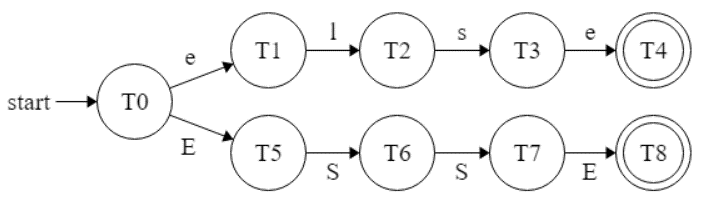 e l s e
T1 T2 T3 T4
start T0
E S S E
T5 T6 T7 T8